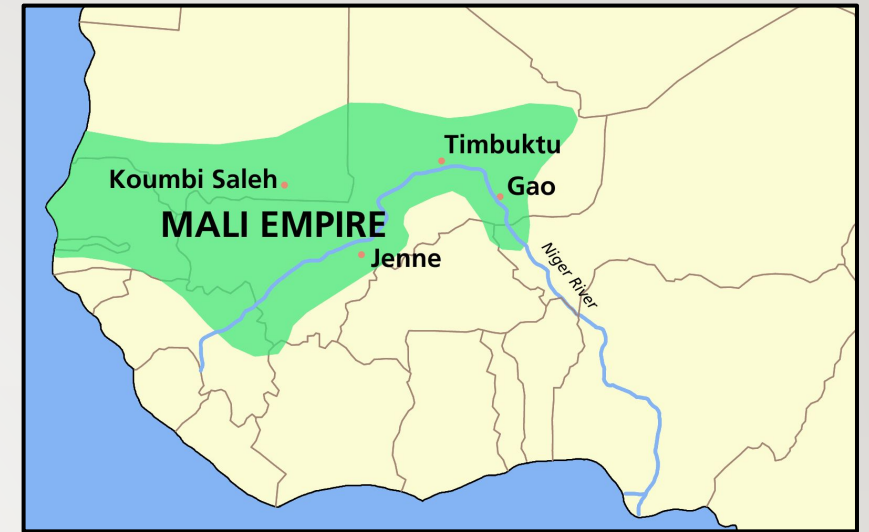 Timbuktu
Koumbi Saleh
Gao
MALI EMPIRE
Jenne
Niger River